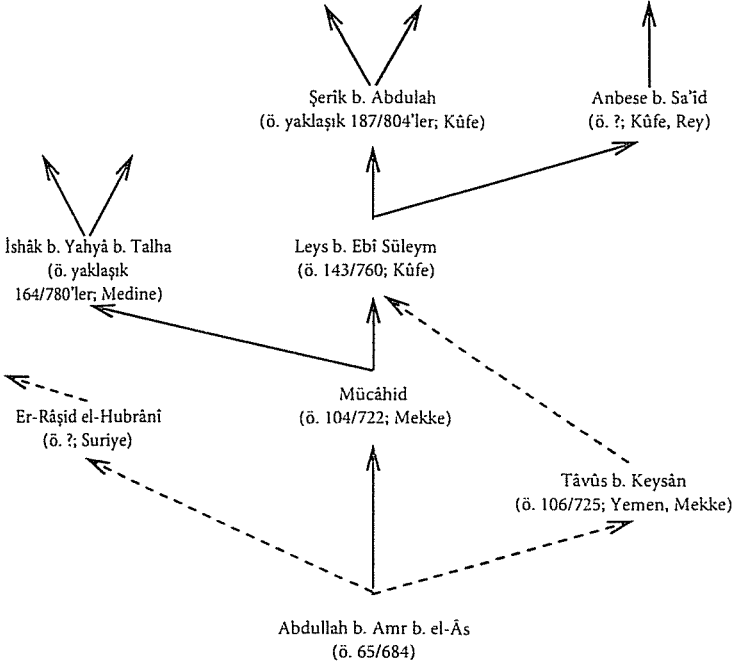 Şerîk b. Abdulah
(ö. yaklaşık 187/804'ler; Kûfe)
Anbese b. Sa'îd
(ö. ?; Kûfe, Rey)
İshâk b. Yahyâ b. Talha
(ö. yaklaşık
164/780'ler; Medine)
Leys b. Ebî Süleym
(ö. 143/760; Kûfe)
Er-Râşid el-Hubrânî
(ö. ?; Suriye)
Mücâhid
(ö. 104/722; Mekke)
Tâvûs b. Keysân
(ö. 106/725; Yemen, Mekke)
Abdullah b. Amr b. el-Âs
(ö. 65/684)